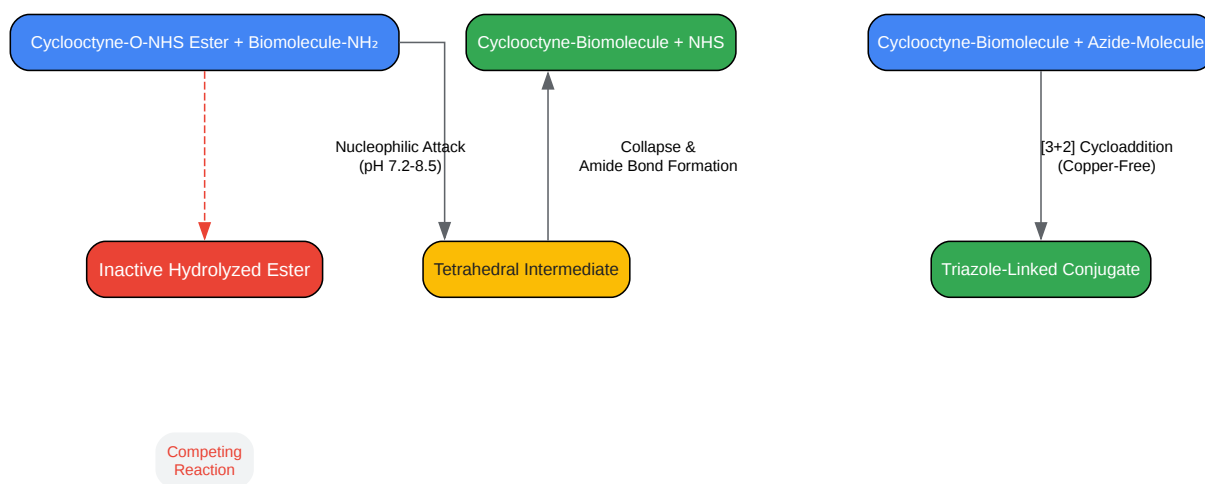 Cyclooctyne-O-NHS Ester + Biomolecule-NH₂
Cyclooctyne-Biomolecule + NHS
Cyclooctyne-Biomolecule + Azide-Molecule
Nucleophilic Attack
(pH 7.2-8.5)
Collapse &
Amide Bond Formation
[3+2] Cycloaddition
(Copper-Free)
Inactive Hydrolyzed Ester
Tetrahedral Intermediate
Triazole-Linked Conjugate
Competing
Reaction